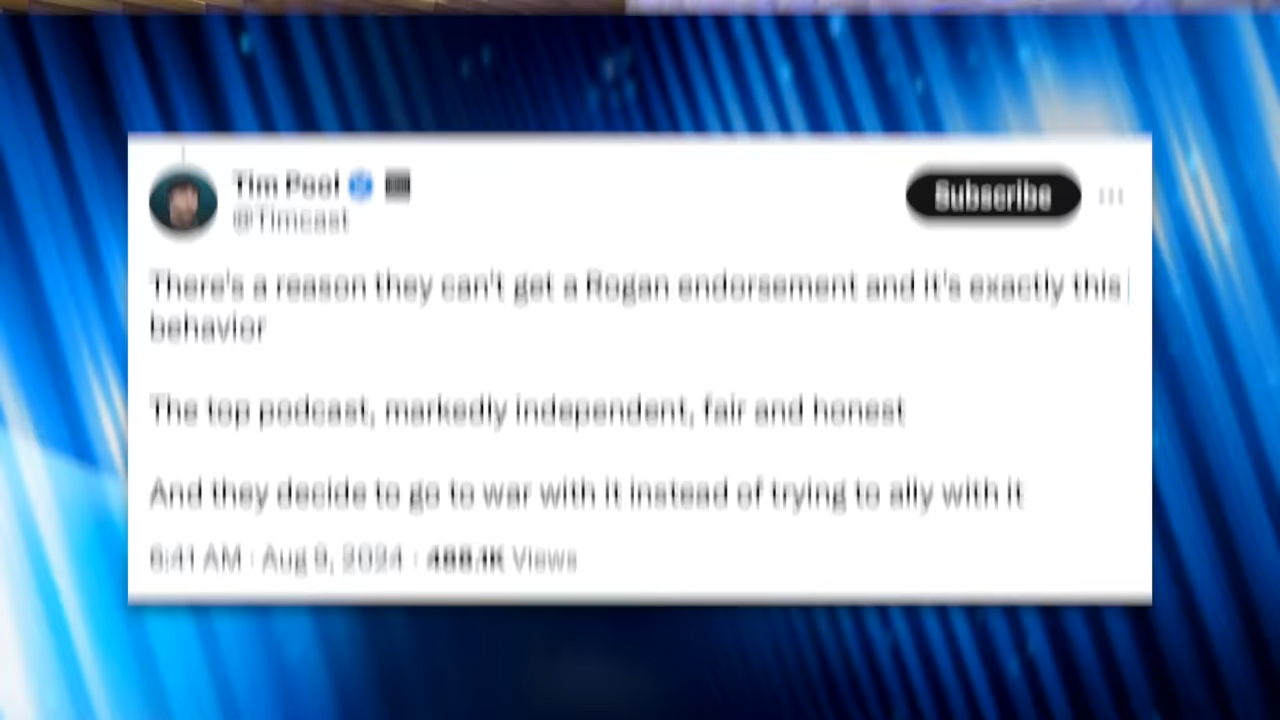 Tim Pool
@Timcast
Subscribe
There's a reason they can't get a Rogan endorsement and it's exactly this
behavior
The top podcast, markedly independent, fair and honest
And they decide to go to war with it instead of trying to ally with it
6:41 AM · Aug 9, 2024 · Views